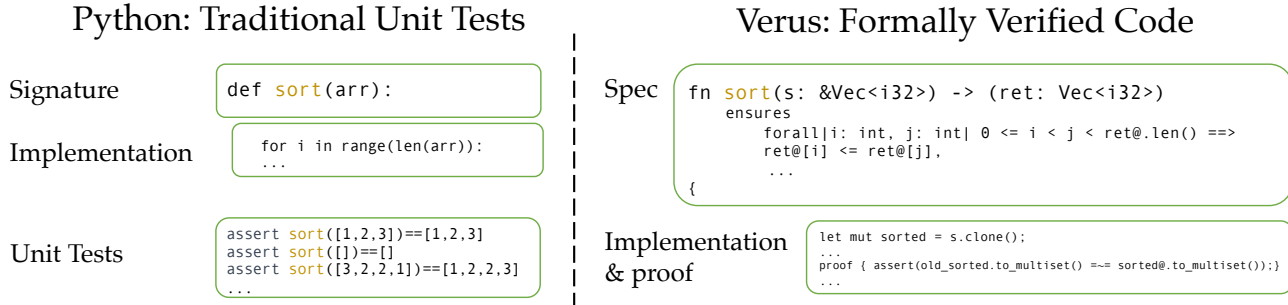 Python: Traditional Unit Tests
Signature
def sort(arr):
Implementation
for i in range(len(arr)):
...
Unit Tests
assert sort([1,2,3])==[1,2,3]
assert sort([])==[]
assert sort([3,2,2,1])==[1,2,2,3]
...
Verus: Formally Verified Code
Spec
fn sort(s: &Vec<i32>) -> (ret: Vec<i32>)
ensures
forall|i: int, j: int| 0 <= i < j < ret@.len() ==>
ret@[i] <= ret@[j],
...
{
Implementation
& proof
let mut sorted = s.clone();
...
proof { assert(old_sorted.to_multiset() =~= sorted@.to_multiset());}
...